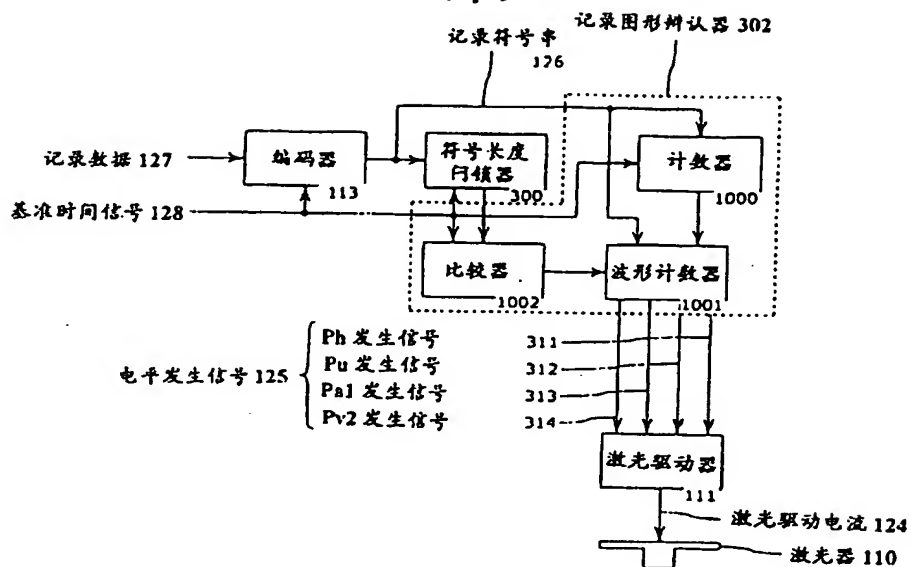 记录符号串
126
记录图形辨认器 302
记录数据 127
编码器
113
符号长度
闩锁器
300
计数器
1000
基准时间信号 128
比较器
1002
波形计数器
1001
电平发生信号 125
Ph 发生信号
Pu 发生信号
Pa1 发生信号
Pv2 发生信号
311
312
313
314
激光驱动器
111
激光驱动电流 124
激光器 110